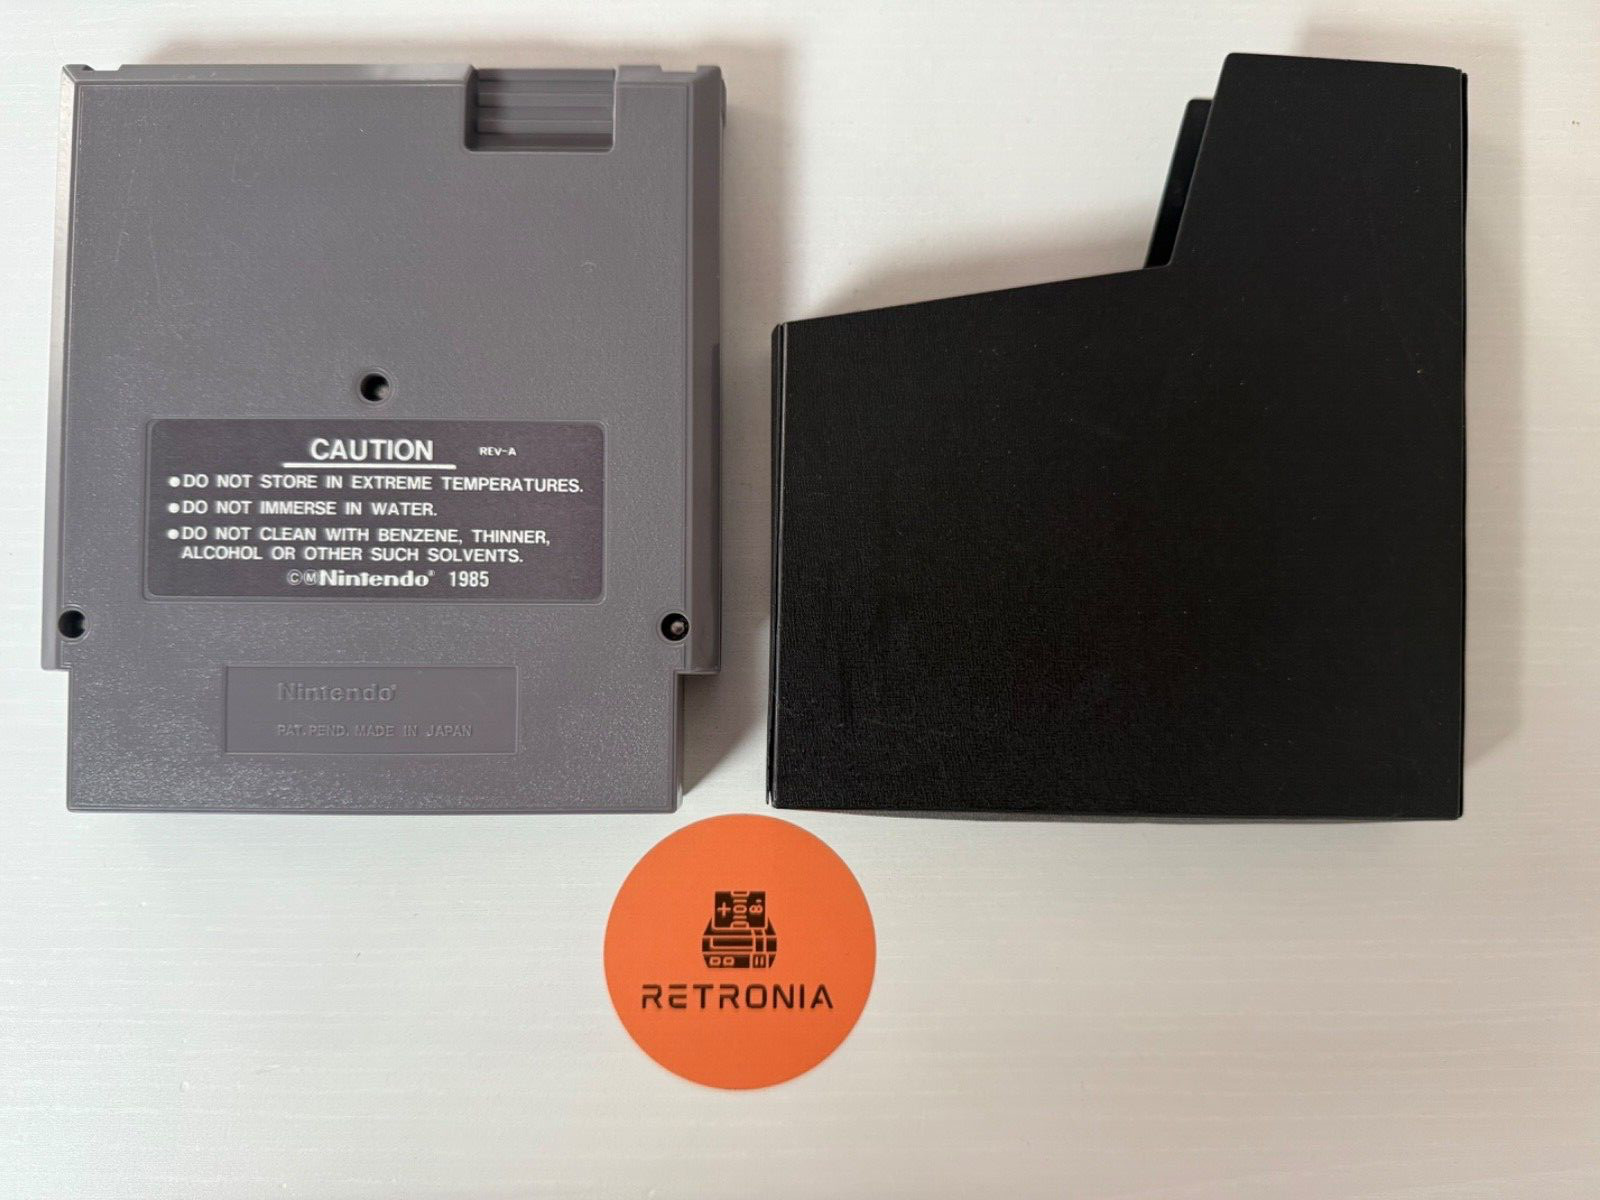 CAUTION REV-A
●DO NOT STORE IN EXTREME TEMPERATURES.
●DO NOT IMMERSE IN WATER.
●DO NOT CLEAN WITH BENZENE, THINNER,
ALCOHOL OR OTHER SUCH SOLVENTS.
©ⓂNintendo® 1985
Nintendo®
PAT. PEND. MADE IN JAPAN
RETRONIA